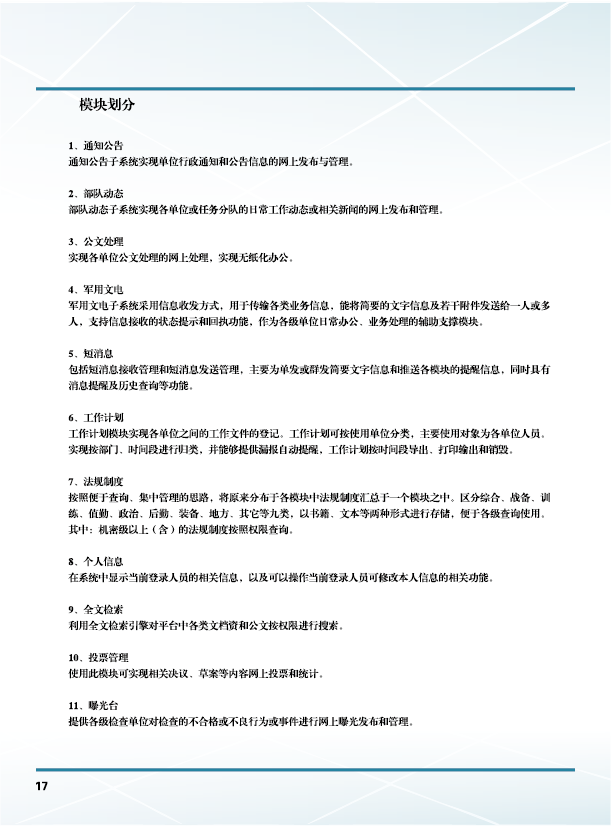 模块划分
1、通知公告
通知公告子系统实现单位行政通知和公告信息的网上发布与管理。
2、部队动态
部队动态子系统实现各单位或任务分队的日常工作动态或相关新闻的网上发布和管理。
3、公文处理
实现各单位公文处理的网上处理，实现无纸化办公。
4、军用文电
军用文电子系统采用信息收发方式，用于传输各类业务信息，能将简要的文字信息及若干附件发送给一人或多
人，支持信息接收的状态提示和回执功能，作为各级单位日常办公、业务处理的辅助支撑模块。
5、短消息
包括短消息接收管理和短消息发送管理，主要为单发或群发简要文字信息和推送各模块的提醒信息，同时具有
消息提醒及历史查询等功能。
6、工作计划
工作计划模块实现各单位之间的工作文件的登记。工作计划可按使用单位分类，主要使用对象为各单位人员。
实现按部门、时间段进行归类，并能够提供漏报自动提醒，工作计划按时间段导出、打印输出和销毁。
7、法规制度
按照便于查询、集中管理的思路，将原来分布于各模块中法规制度汇总于一个模块之中。区分综合、战备、训
练、值勤、政治、后勤、装备、地方、其它等九类，以书籍、文本等两种形式进行存储，便于各级查询使用。
其中：机密级以上（含）的法规制度按照权限查询。
8、个人信息
在系统中显示当前登录人员的相关信息，以及可以操作当前登录人员可修改本人信息的相关功能。
9、全文检索
利用全文检索引擎对平台中各类文档资和公文按权限进行搜索。
10、投票管理
使用此模块可实现相关决议、草案等内容网上投票和统计。
11、曝光台
提供各级检查单位对检查的不合格或不良行为或事件进行网上曝光发布和管理。
17